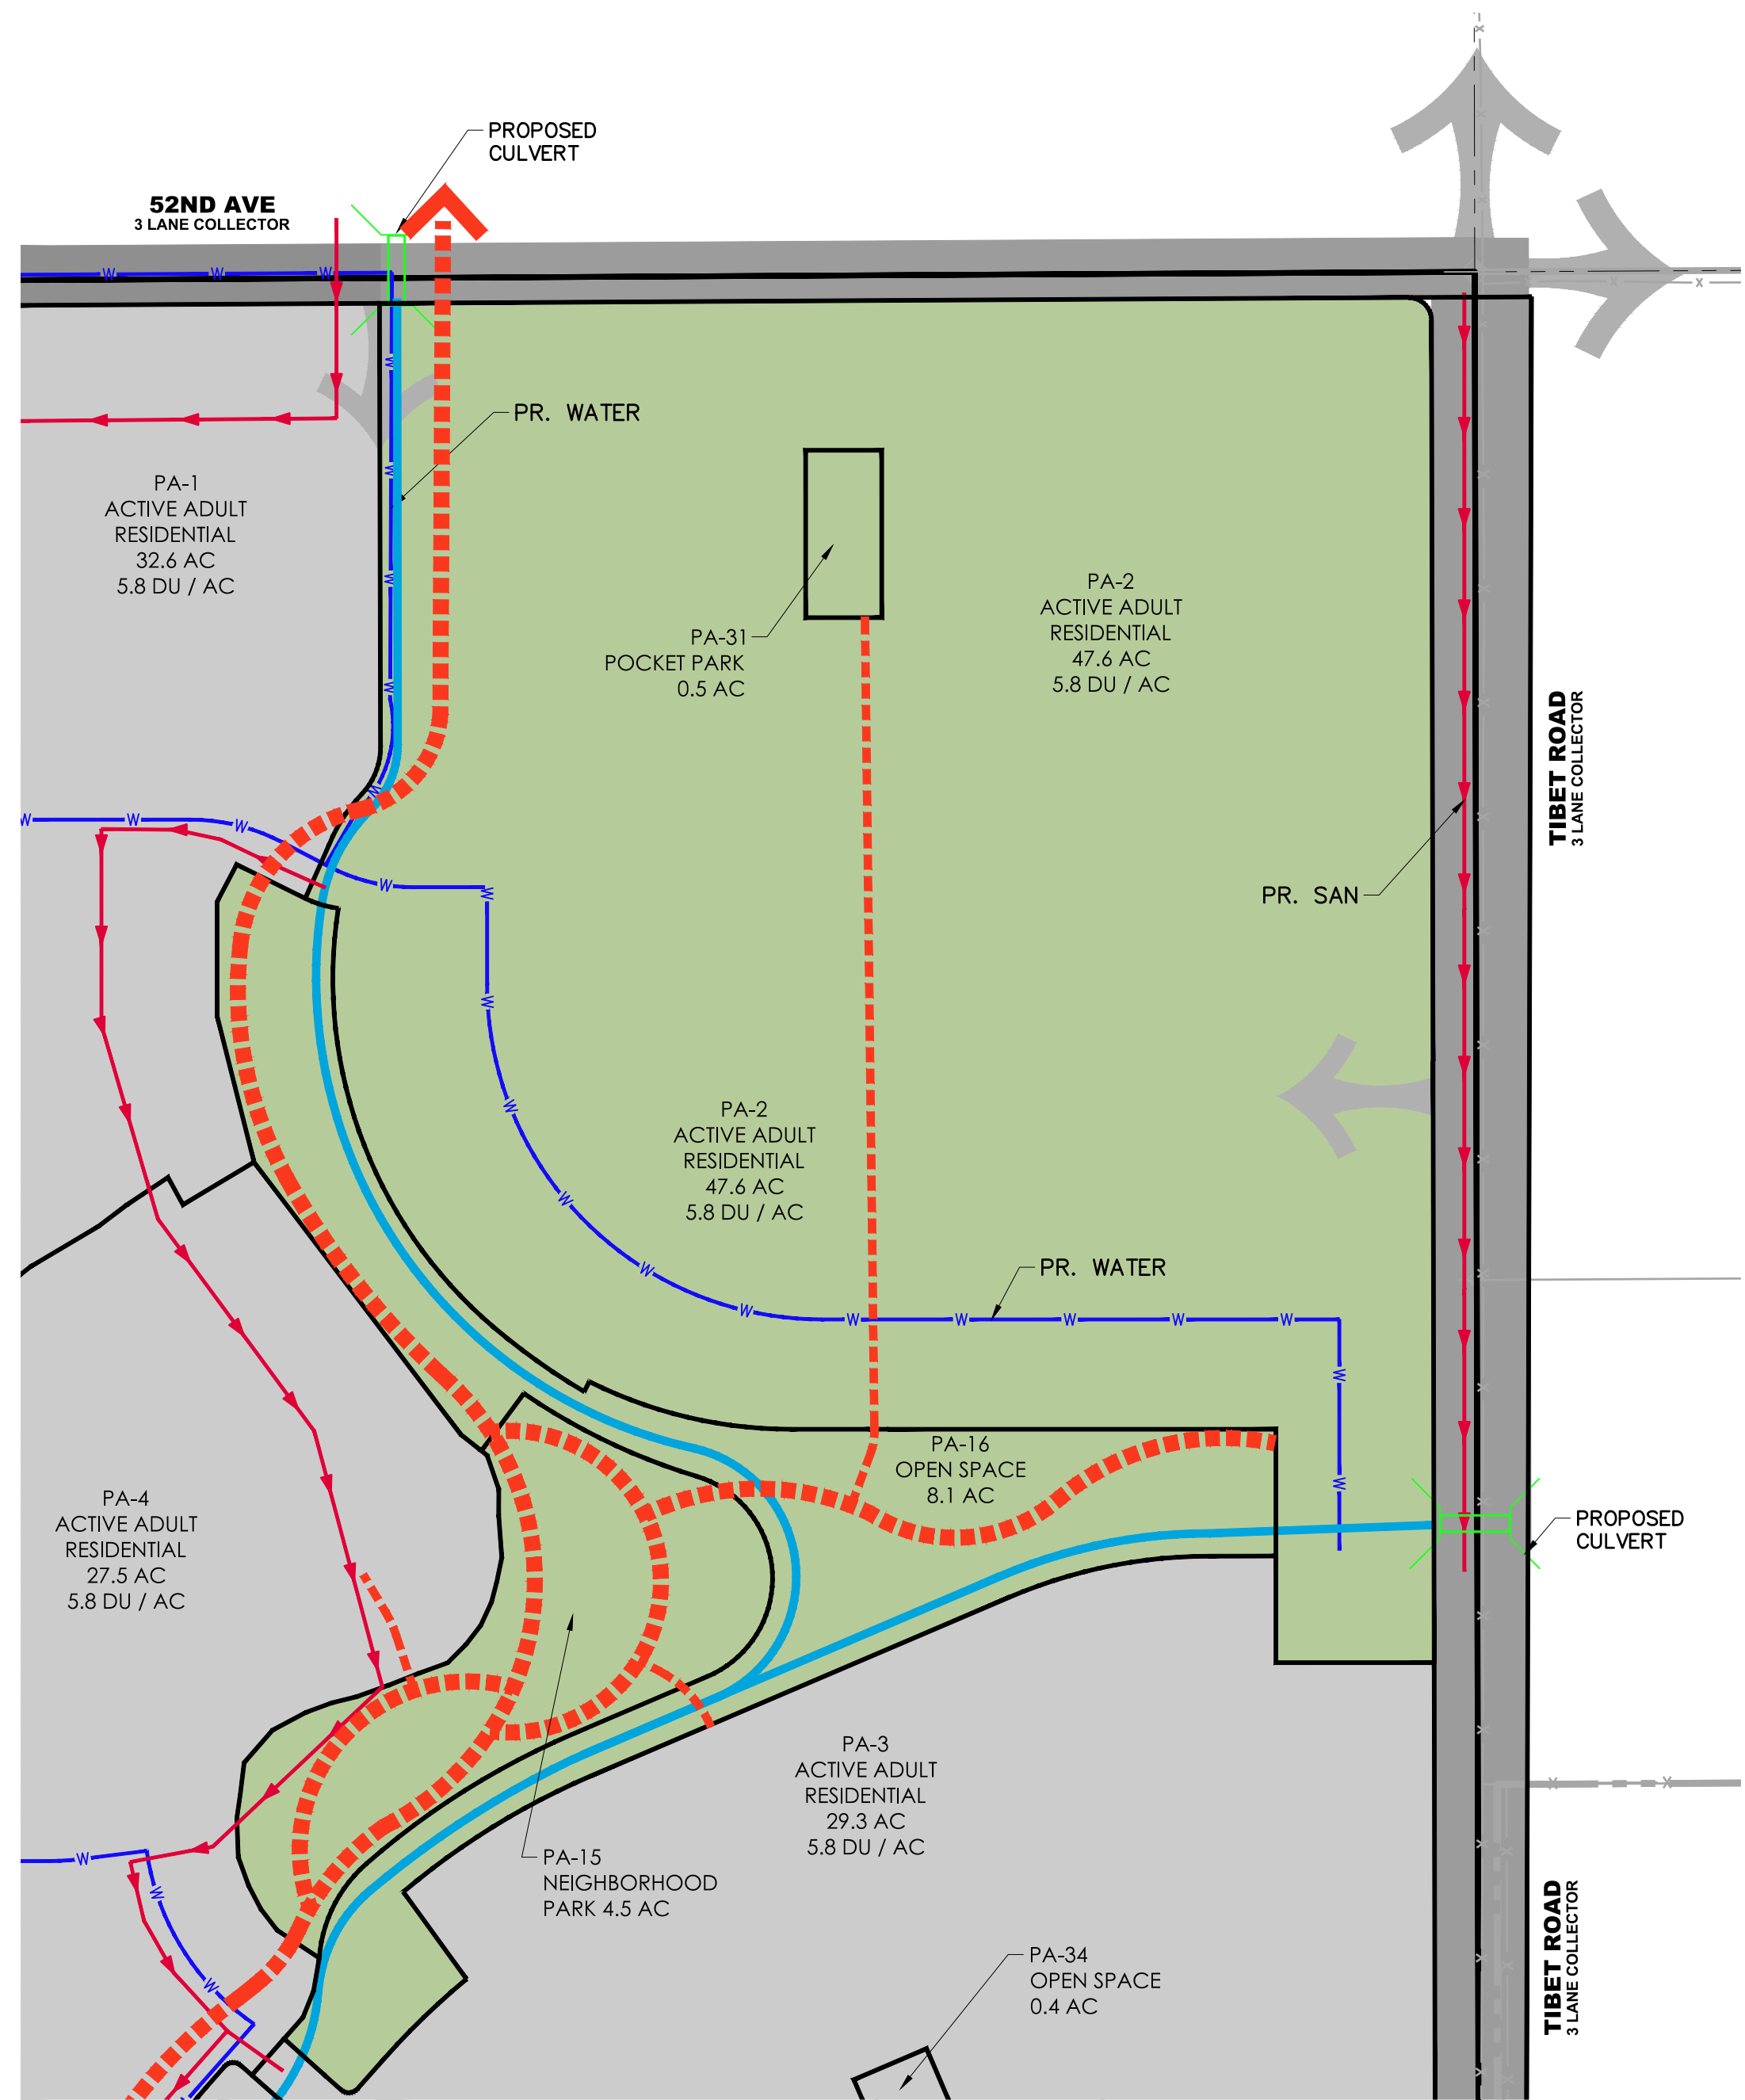 PROPOSED
CULVERT
52ND AVE
3 LANE COLLECTOR
PR. WATER
PA-1
ACTIVE ADULT
RESIDENTIAL
32.6 AC
5.8 DU / AC
PA-31
POCKET PARK
0.5 AC
PA-2
ACTIVE ADULT
RESIDENTIAL
47.6 AC
5.8 DU / AC
TIBET ROAD
3 LANE COLLECTOR
PR. SAN
PA-2
ACTIVE ADULT
RESIDENTIAL
47.6 AC
5.8 DU / AC
PR. WATER
PA-16
OPEN SPACE
8.1 AC
PA-4
ACTIVE ADULT
RESIDENTIAL
27.5 AC
5.8 DU / AC
PROPOSED
CULVERT
PA-3
ACTIVE ADULT
RESIDENTIAL
29.3 AC
5.8 DU / AC
PA-15
NEIGHBORHOOD
PARK 4.5 AC
PA-34
OPEN SPACE
0.4 AC
TIBET ROAD
3 LANE COLLECTOR